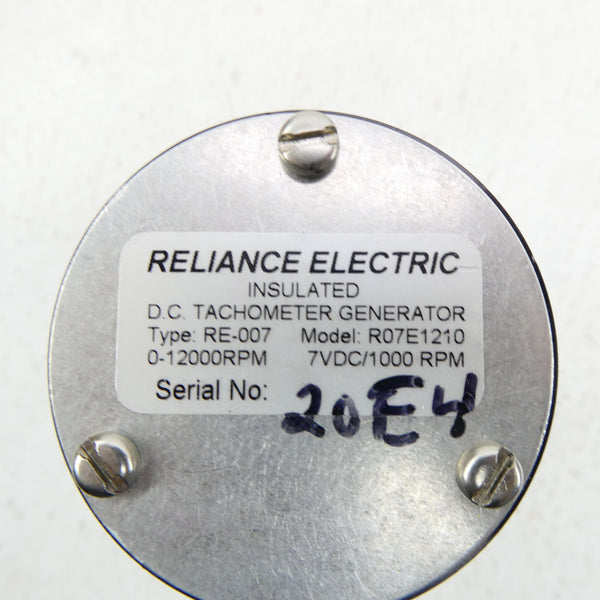 RELIANCE ELECTRIC
INSULATED
D.C. TACHOMETER GENERATOR
Type: RE-007 Model: R07E1210
0-12000RPM 7VDC/1000 RPM
Serial No: 20E4